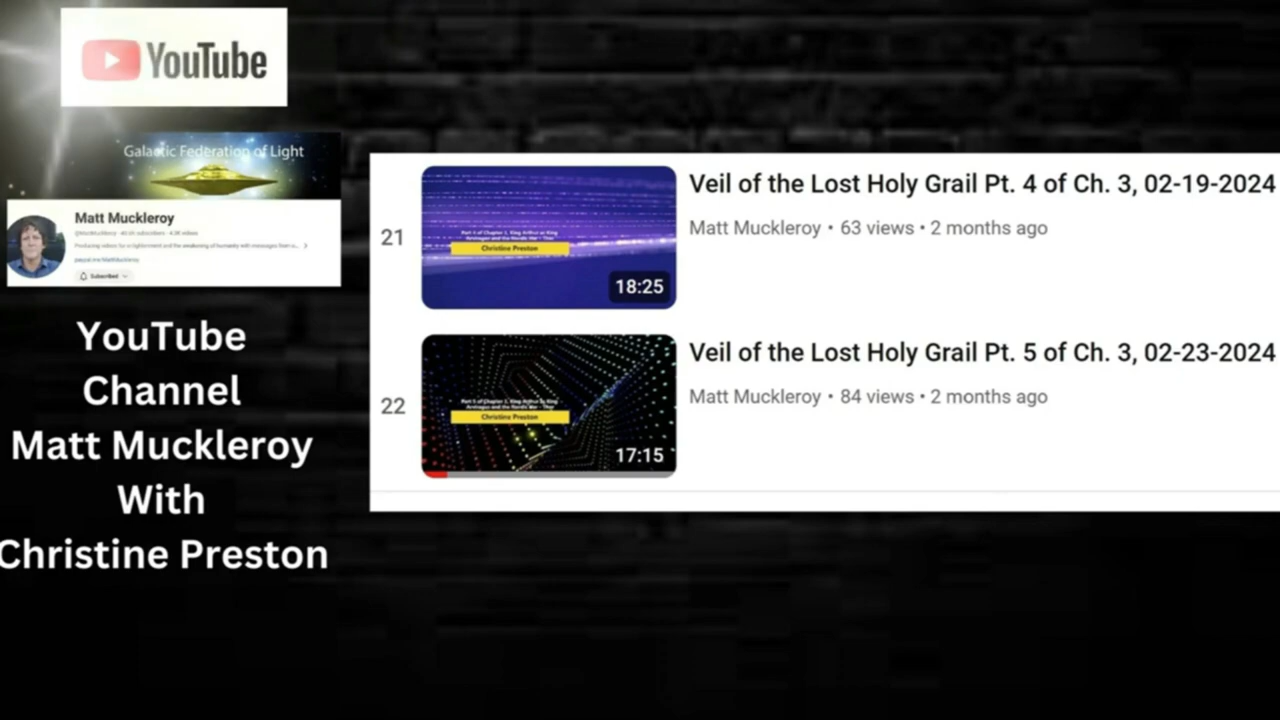 YouTube
Galactic Federation of Light
Matt Muckleroy
Subscribed
YouTube
Channel
Matt Muckleroy
With
Christine Preston
21
Christine Preston
18:25
Veil of the Lost Holy Grail Pt. 4 of Ch. 3, 02-19-2024
Matt Muckleroy • 63 views • 2 months ago
22
Christine Preston
17:15
Veil of the Lost Holy Grail Pt. 5 of Ch. 3, 02-23-2024
Matt Muckleroy • 84 views • 2 months ago